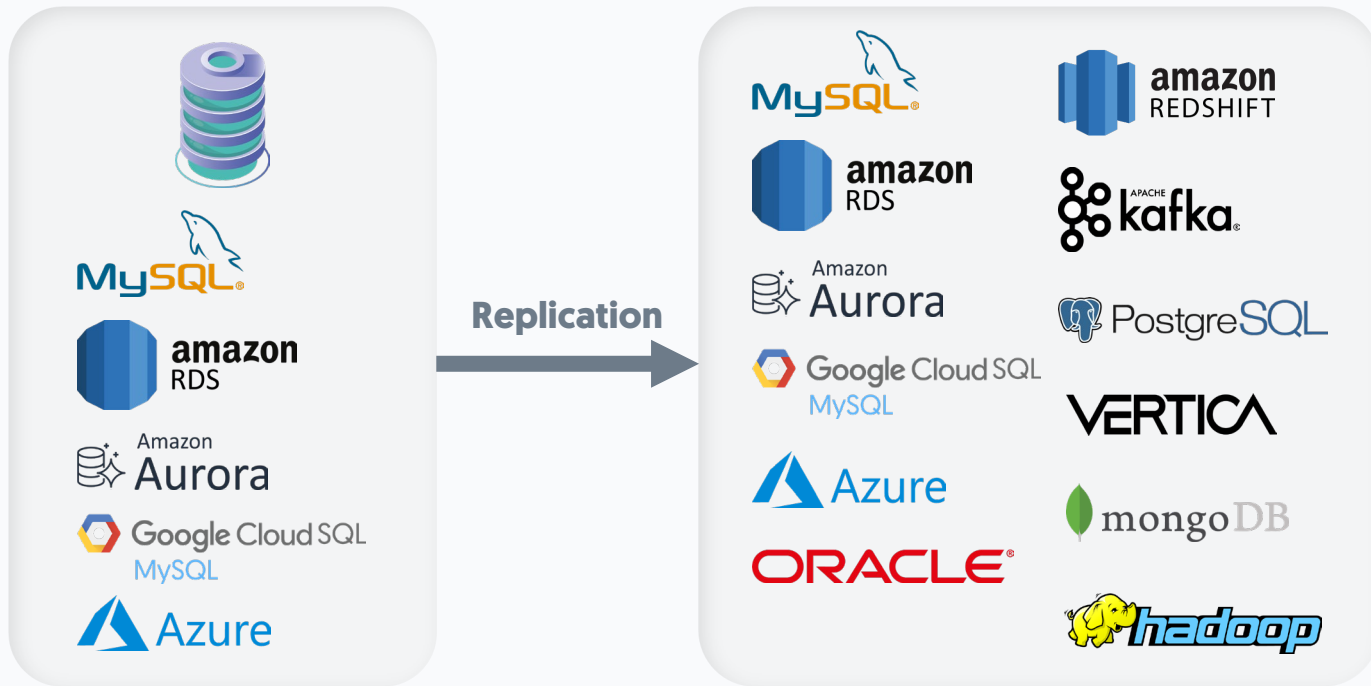 MySQL®
amazon
RDS
Amazon
Aurora
Google Cloud SQL
MySQL
Azure
Replication
MySQL®
amazon
RDS
Amazon
Aurora
Google Cloud SQL
MySQL
Azure
ORACLE®
amazon
REDSHIFT
APACHE
kafka®
PostgreSQL
VERTICA
mongoDB
hadoop